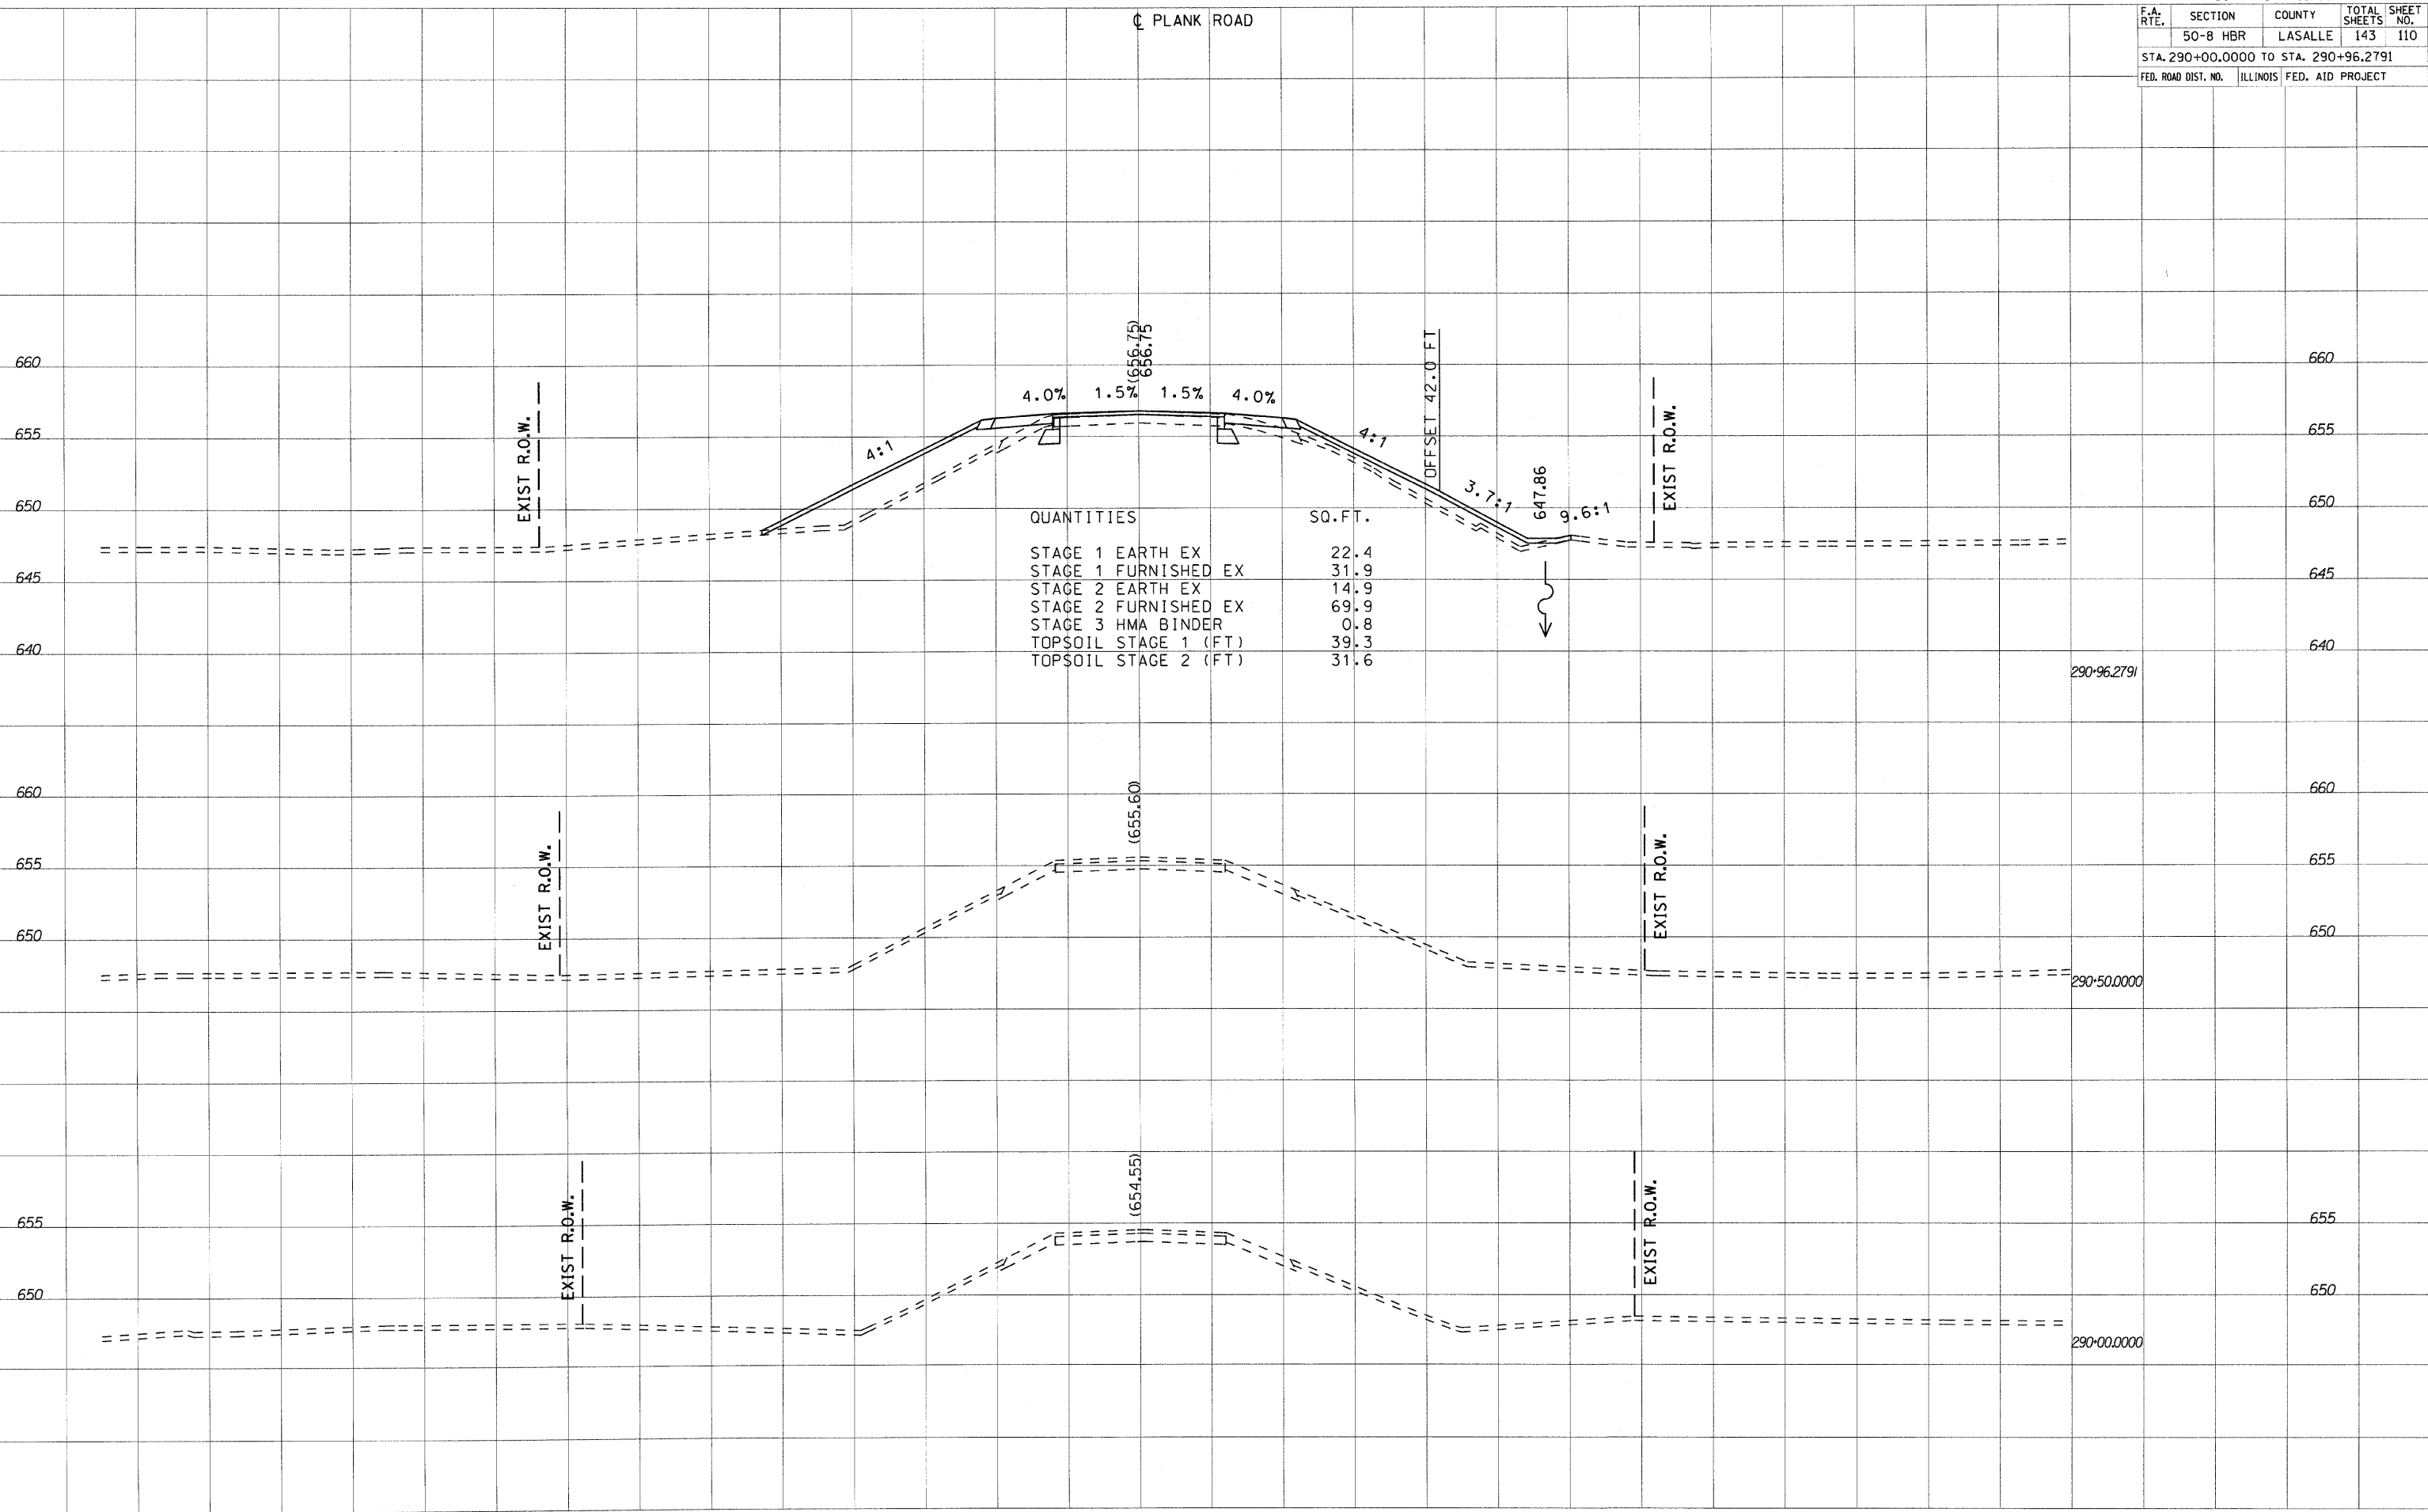 ℄ PLANK ROAD
F.A. RTE. SECTION COUNTY TOTAL SHEETS SHEET NO.
50-8 HBR LASALLE 143 110
STA. 290+00.0000 TO STA. 290+96.2791
FED. ROAD DIST. NO. ILLINOIS FED. AID PROJECT
(656.75)
656.75
4.0% 1.5% 1.5% 4.0%
OFFSET 42.0 FT
EXIST R.O.W.
EXIST R.O.W.
4:1
4:1
3.7:1
647.86
9.6:1
660 660
655 655
650 650
645 645
640 640
QUANTITIES SQ.FT.
STAGE 1 EARTH EX 22.4
STAGE 1 FURNISHED EX 31.9
STAGE 2 EARTH EX 14.9
STAGE 2 FURNISHED EX 69.9
STAGE 3 HMA BINDER 0.8
TOPSOIL STAGE 1 (FT) 39.3
TOPSOIL STAGE 2 (FT) 31.6
290+96.2791
(655.60)
EXIST R.O.W.
EXIST R.O.W.
660 660
655 655
650 650
290+50.0000
(654.55)
EXIST R.O.W.
EXIST R.O.W.
655 655
650 650
290+00.0000